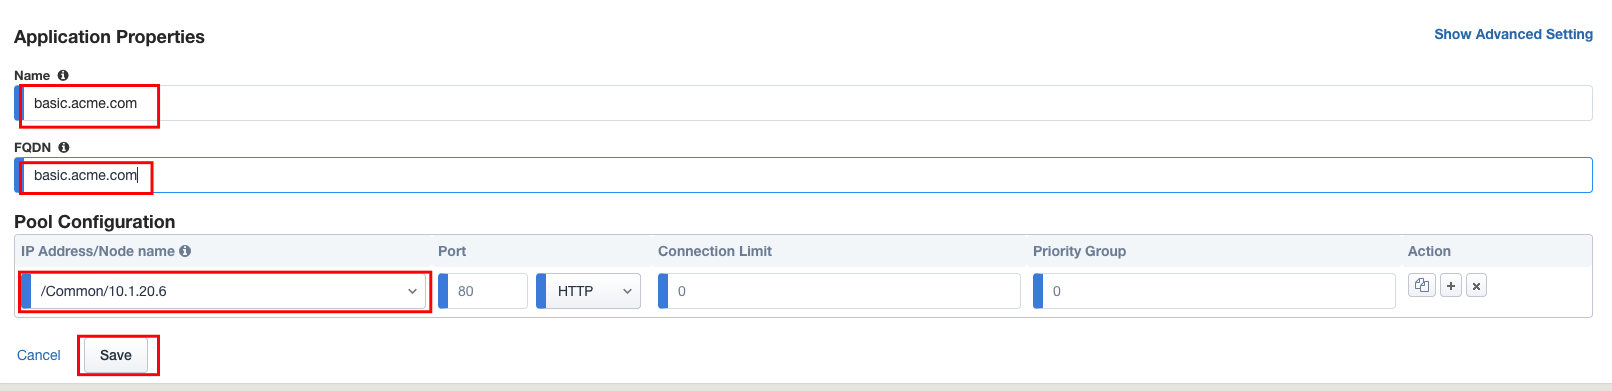 Application Properties
Show Advanced Setting
Name
basic.acme.com
FQDN
basic.acme.com
Pool Configuration
IP Address/Node name Port Connection Limit Priority Group Action
/Common/10.1.20.6 80 HTTP 0 0
Cancel Save